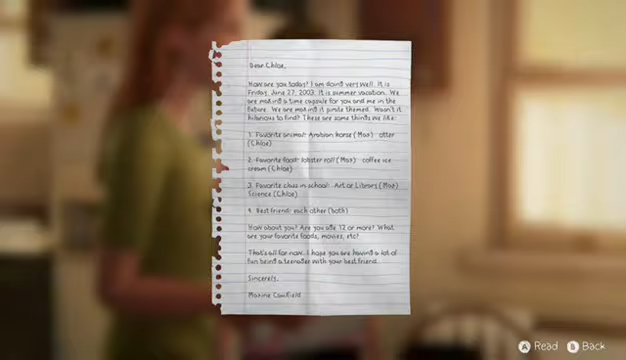 Dear Chloe,
How are you today? I am doing very well. It is
Friday, June 27, 2003. It is summer vacation. We
are making a time capsule for you and me in the
future. We are making it pirate themed. Wasn't it
hilarious to find? These are some things we like:
1. Favorite animal: Arabian horse (Max) otter
(Chloe)
2. Favorite food: lobster roll (Max) coffee ice
cream (Chloe)
3. Favorite class in school: Art or Library (Max)
Science (Chloe)
4. Best friend: each other (both)
How about you? Are you still 12 or more? What
are your favorite foods, movies, etc?
That's all for now. I hope you are having a lot of
fun being a teenager with your best friend.
Sincerely,
Maxine Caulfield
A Read B Back